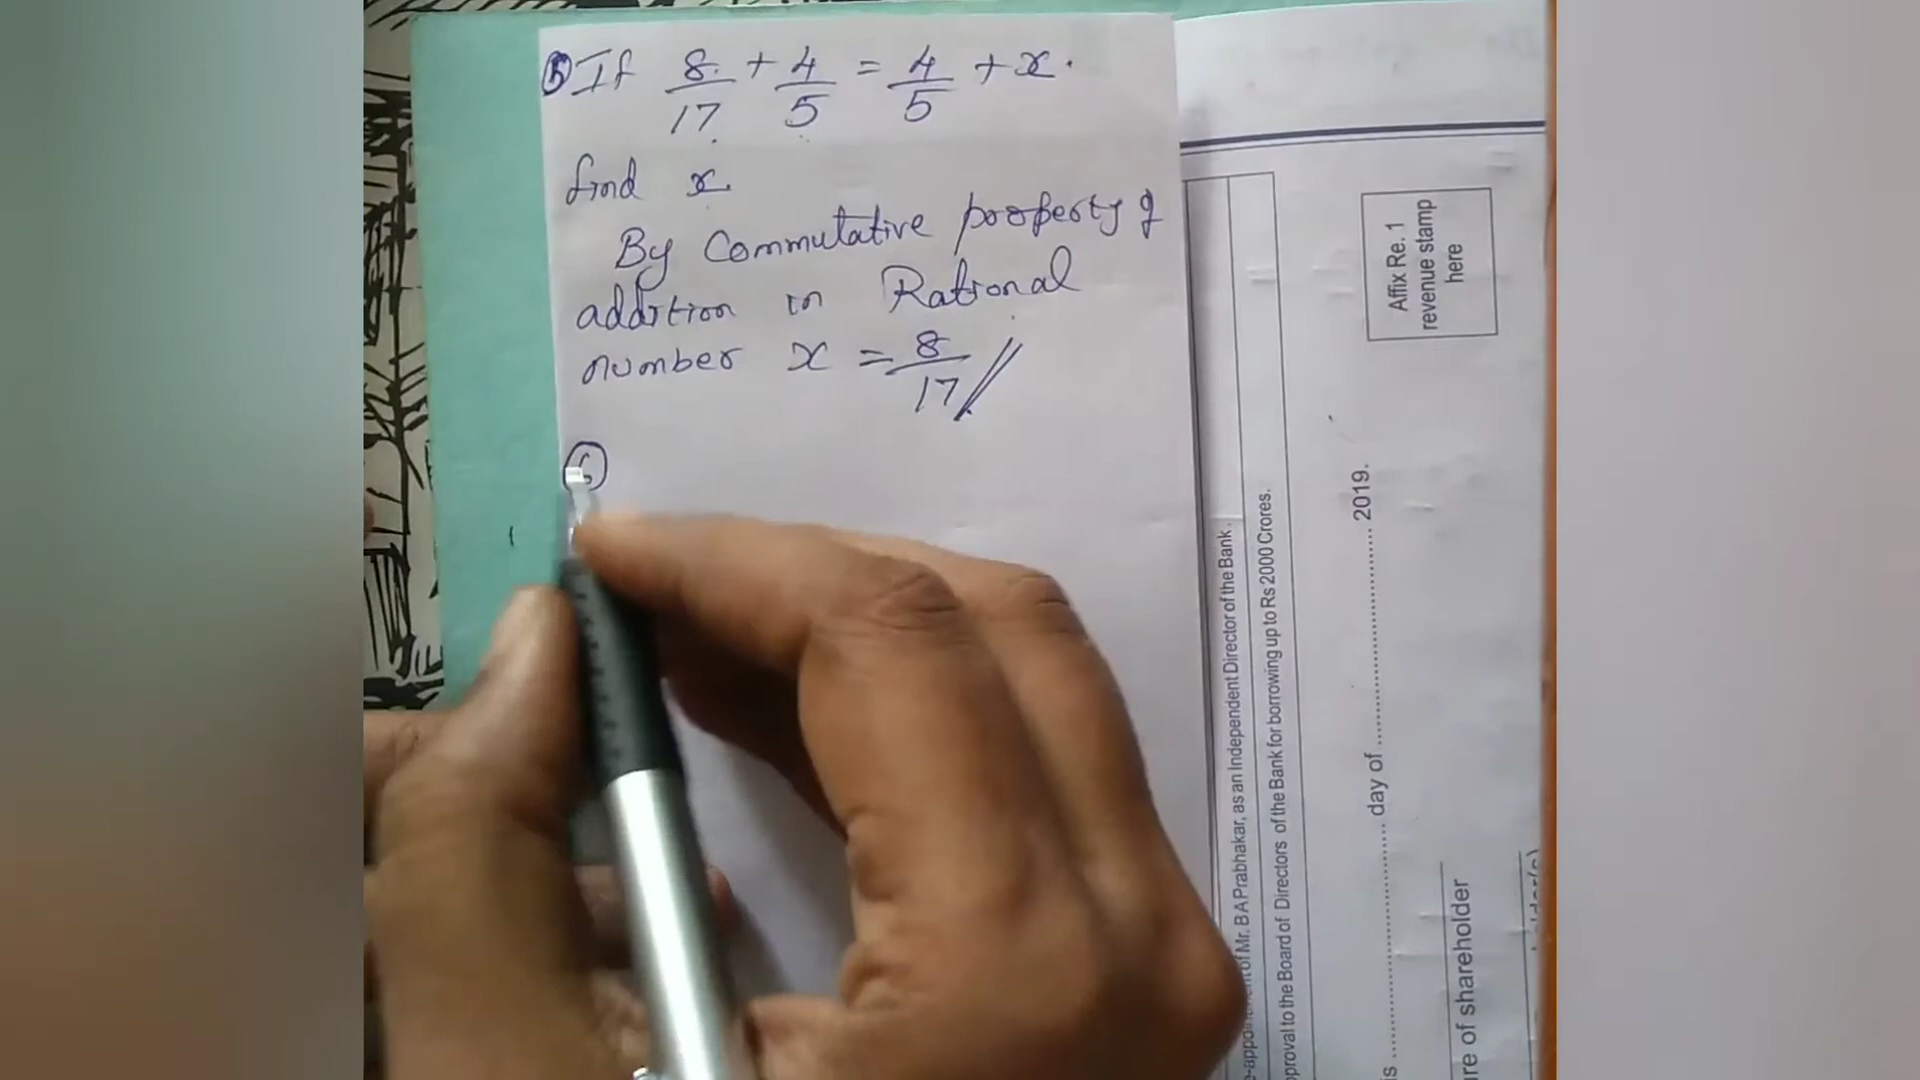 5 If 8/17 + 4/5 = 4/5 + x.
find x.
By Commutative property of
addition in Rational
number x = 8/17 //
6
Affix Re. 1
revenue stamp
here
of Mr. B A Prabhakar, as an Independent Director of the Bank.
approval to the Board of Directors of the Bank for borrowing up to Rs 2000 Crores.
day of 2019.
of shareholder